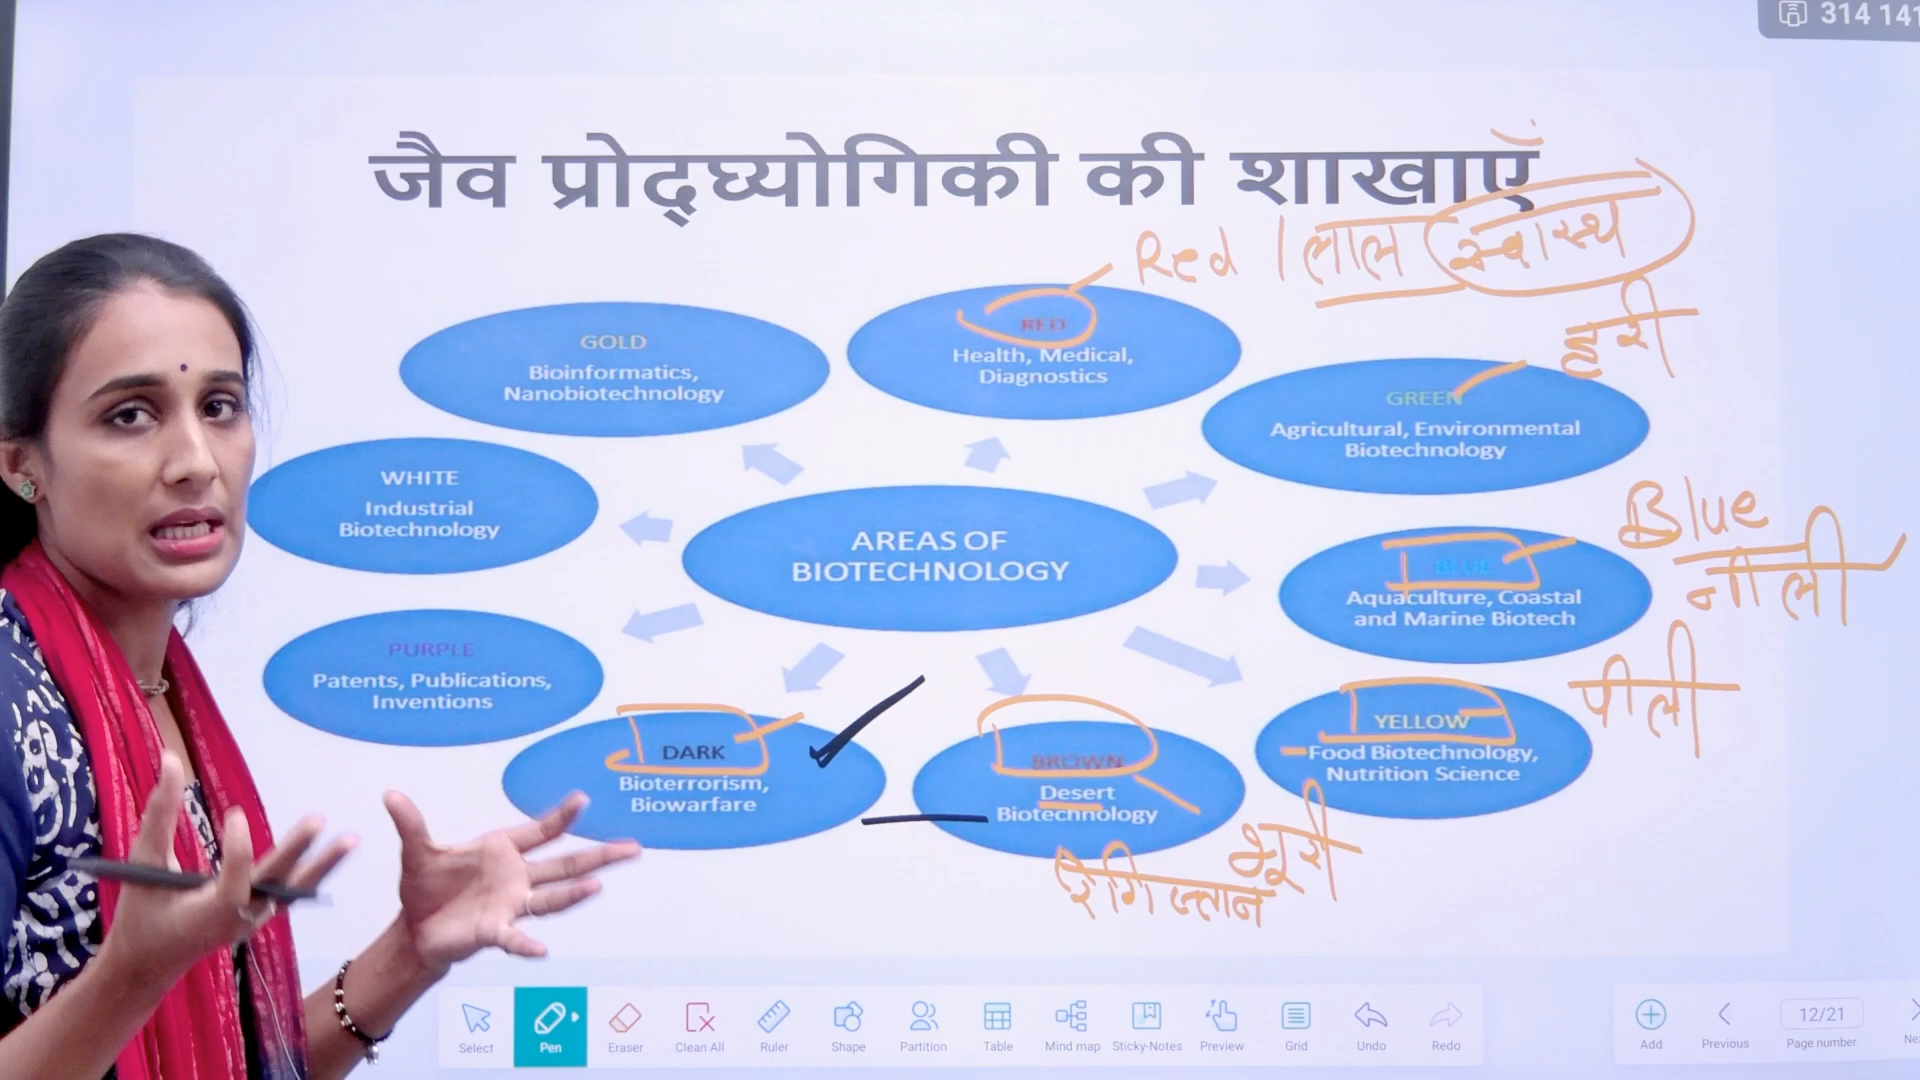 314 141
जैव प्रोद्घ्योगिकी की शाखाएँ
Red | लाल स्वास्थ
हरी
GOLD
Bioinformatics,
Nanobiotechnology
RED
Health, Medical,
Diagnostics
GREEN
Agricultural, Environmental
Biotechnology
WHITE
Industrial
Biotechnology
AREAS OF
BIOTECHNOLOGY
BLUE
Aquaculture, Coastal
and Marine Biotech
Blue
नीली
PURPLE
Patents, Publications,
Inventions
DARK
Bioterrorism,
Biowarfare
BROWN
Desert
Biotechnology
YELLOW
Food Biotechnology,
Nutrition Science
पीली
भूरी
रेगिस्तान
Select Pen Eraser Clean All Ruler Shape Partition Table Mind map Sticky-Notes Preview Grid Undo Redo
Add Previous 12/21 Page number